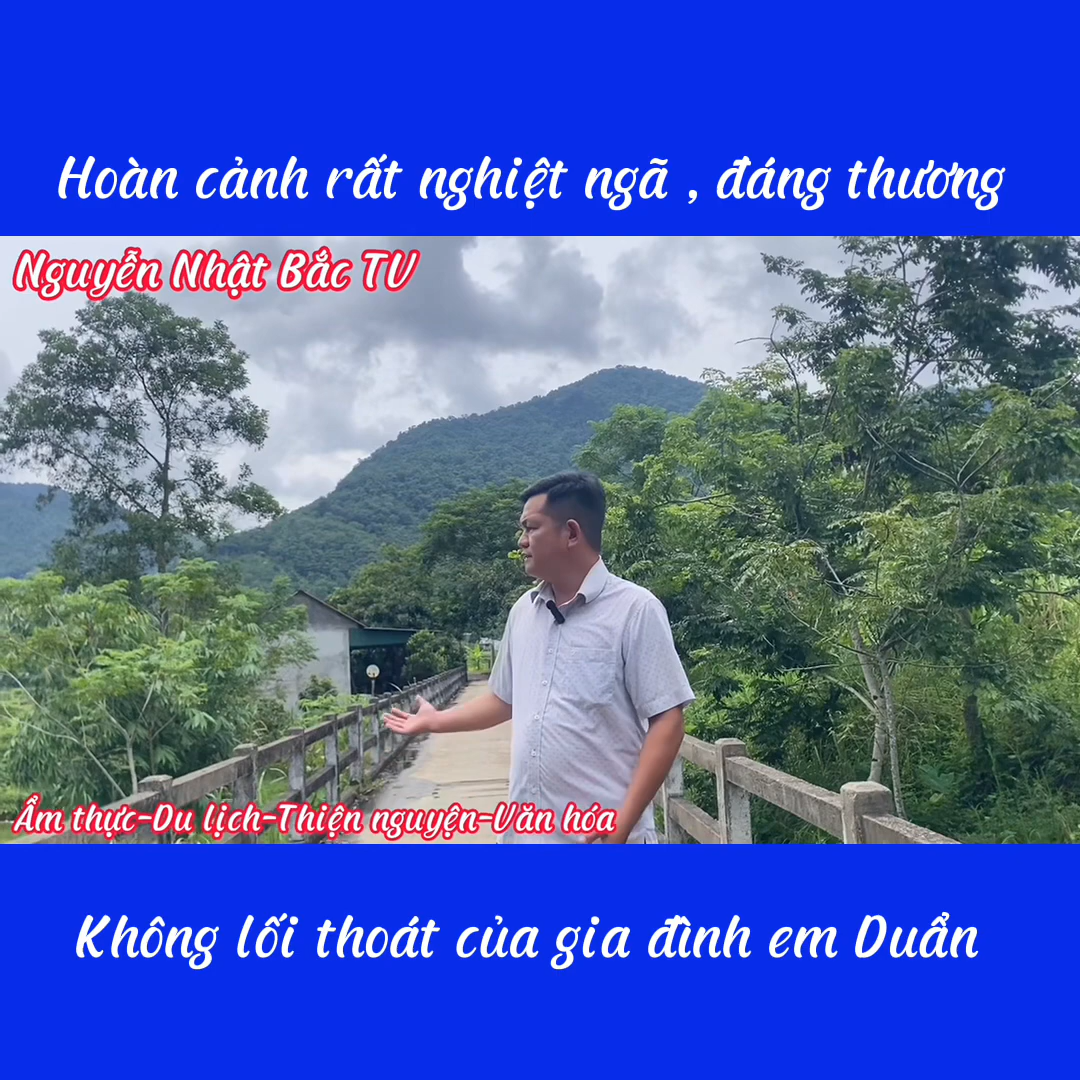 Hoàn cảnh rất nghiệt ngã , đáng thương
Nguyễn Nhật Bắc TV
Ẩm thực-Du lịch-Thiện nguyện-Văn hóa
Không lối thoát của gia đình em Duẩn